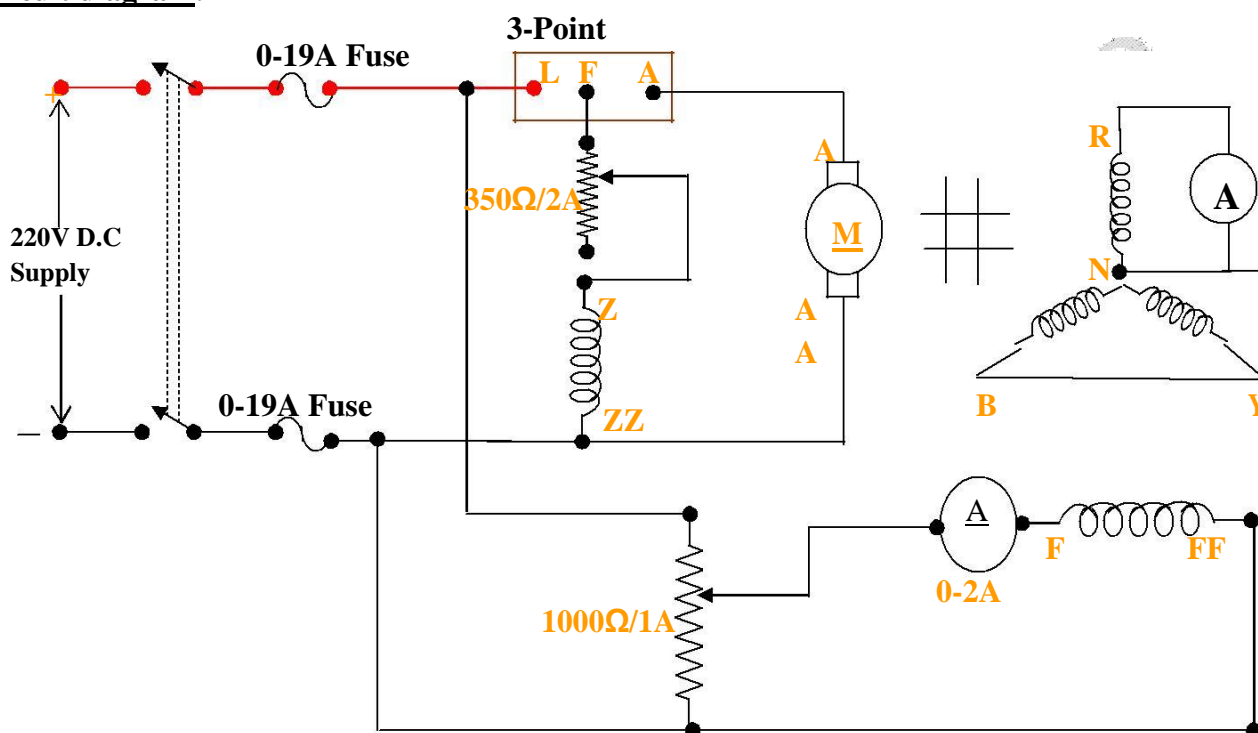 3-Point
0-19A Fuse
L F A
+
A
R
A
350Ω/2A
220V D.C
Supply
M
N
Z
A
A
B
Y
0-19A Fuse
ZZ
—
A
F
FF
0-2A
1000Ω/1A